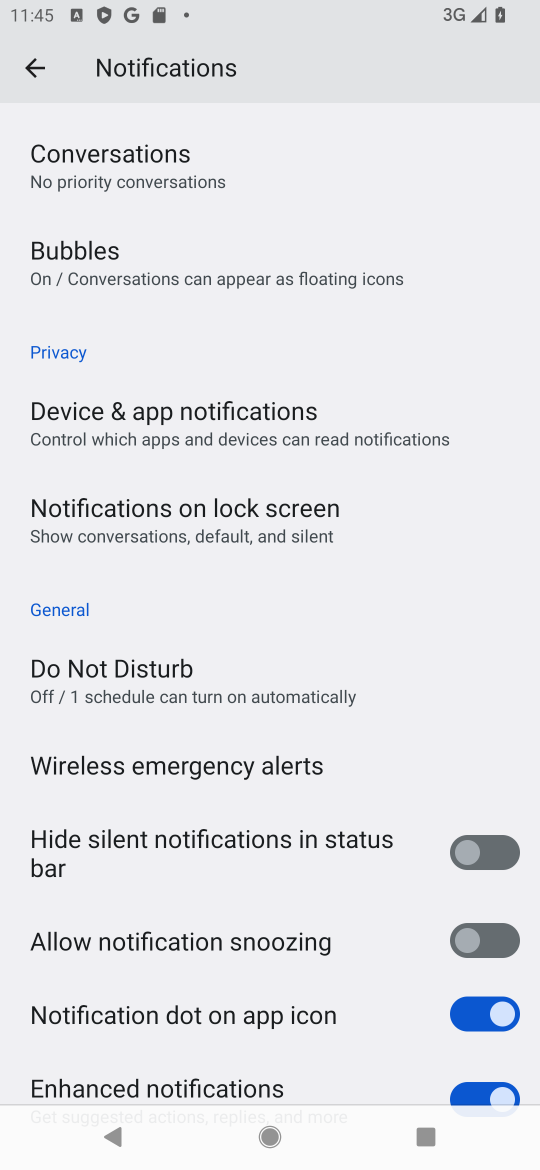 11:45
3G
Notifications
Conversations
No priority conversations
Bubbles
On / Conversations can appear as floating icons
Privacy
Device & app notifications
Control which apps and devices can read notifications
Notifications on lock screen
Show conversations, default, and silent
General
Do Not Disturb
Off / 1 schedule can turn on automatically
Wireless emergency alerts
Hide silent notifications in status
bar
Allow notification snoozing
Notification dot on app icon
Enhanced notifications
Get suggested actions, replies, and more